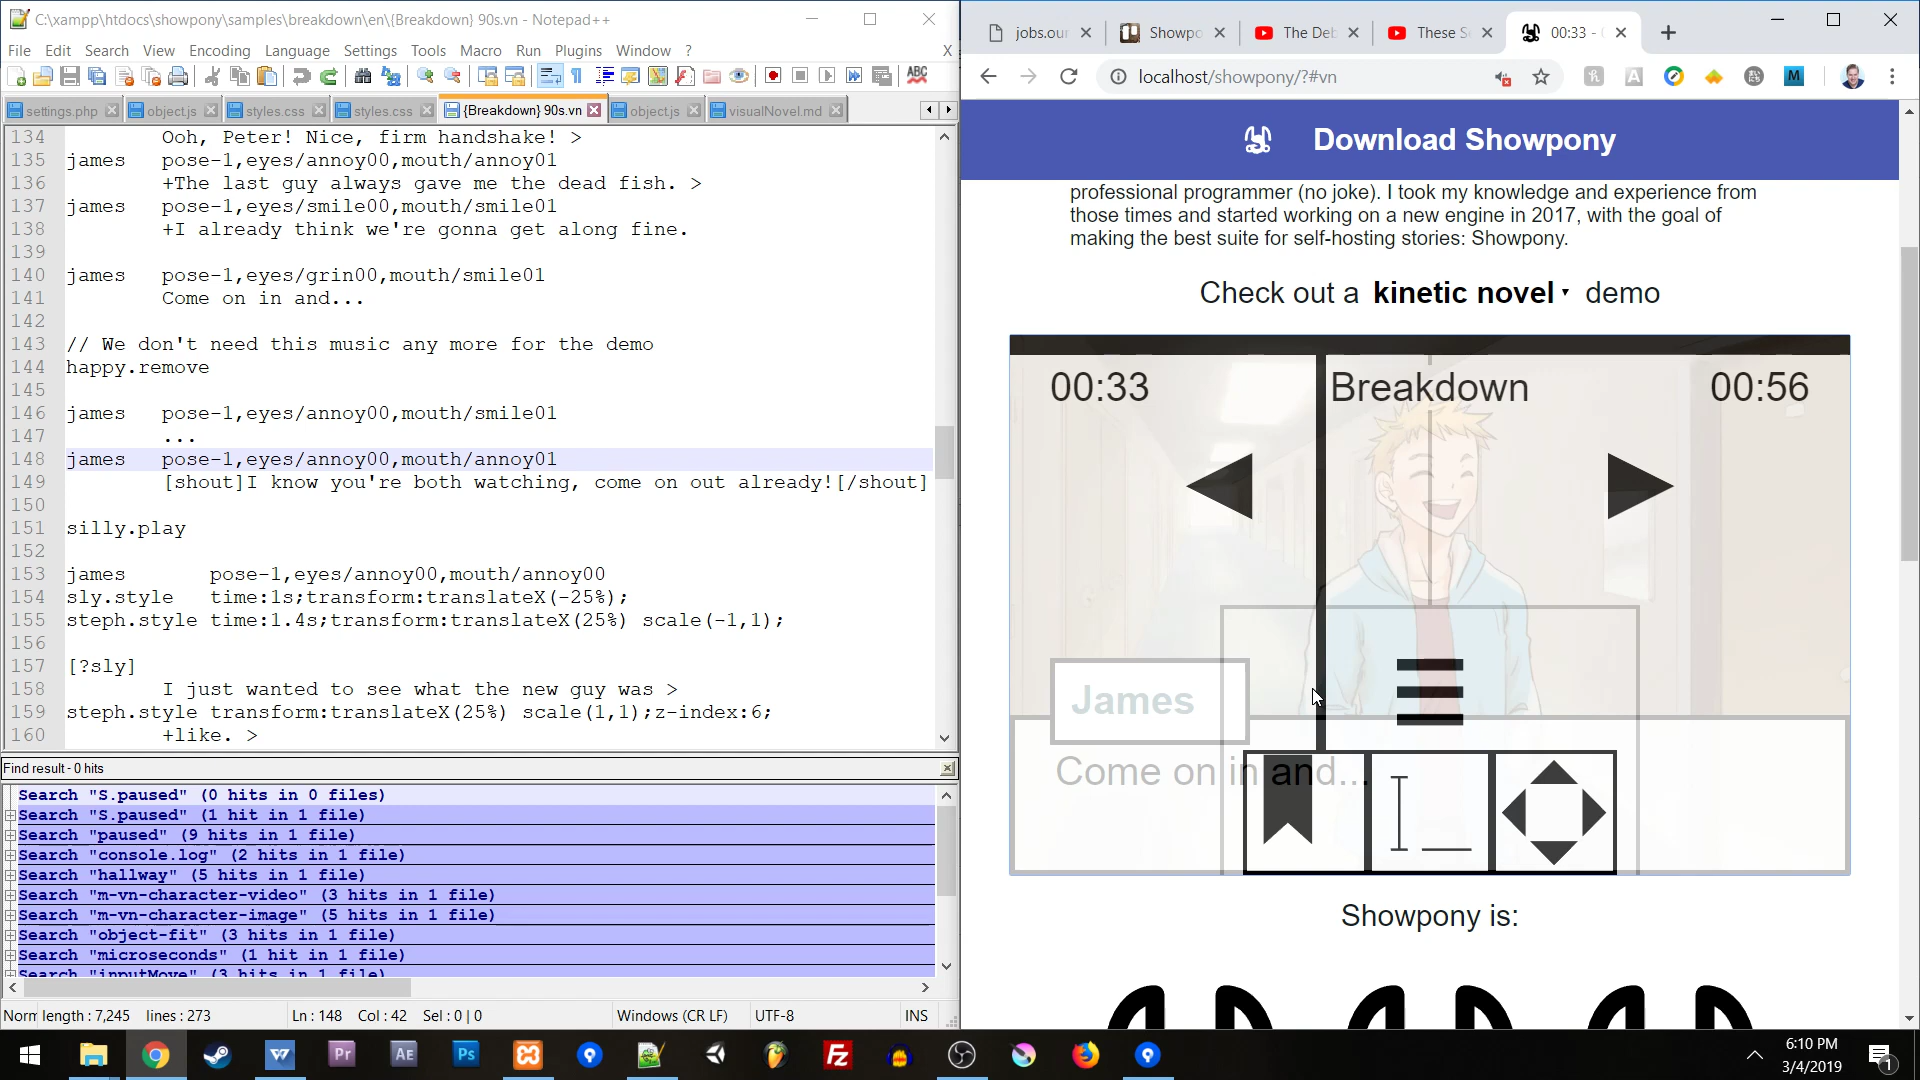 C:\xampp\htdocs\showpony\samples\breakdown\en\{Breakdown} 90s.vn - Notepad++
File Edit Search View Encoding Language Settings Tools Macro Run Plugins Window ? X
settings.php object.js styles.css styles.css {Breakdown} 90s.vn object.js visualNovel.md
134 Ooh, Peter! Nice, firm handshake! >
135 james pose-1,eyes/annoy00,mouth/annoy01
136 +The last guy always gave me the dead fish. >
137 james pose-1,eyes/smile00,mouth/smile01
138 +I already think we're gonna get along fine.
139
140 james pose-1,eyes/grin00,mouth/smile01
141 Come on in and...
142
143 // We don't need this music any more for the demo
144 happy.remove
145
146 james pose-1,eyes/annoy00,mouth/smile01
147 ...
148 james pose-1,eyes/annoy00,mouth/annoy01
149 [shout]I know you're both watching, come on out already![/shout]
150
151 silly.play
152
153 james pose-1,eyes/annoy00,mouth/annoy00
154 sly.style time:1s;transform:translateX(-25%);
155 steph.style time:1.4s;transform:translateX(25%) scale(-1,1);
156
157 [?sly]
158 I just wanted to see what the new guy was >
159 steph.style transform:translateX(25%) scale(1,1);z-index:6;
160 +like. >
Find result - 0 hits
Search "S.paused" (0 hits in 0 files)
Search "S.paused" (1 hit in 1 file)
Search "paused" (9 hits in 1 file)
Search "console.log" (2 hits in 1 file)
Search "hallway" (5 hits in 1 file)
Search "m-vn-character-video" (3 hits in 1 file)
Search "m-vn-character-image" (5 hits in 1 file)
Search "object-fit" (3 hits in 1 file)
Search "microseconds" (1 hit in 1 file)
Search "inputMove" (3 hits in 1 file)
Norm length : 7,245 lines : 273 Ln : 148 Col : 42 Sel : 0 | 0 Windows (CR LF) UTF-8 INS
jobs.our Showpo The Deb These S 00:33 -
localhost/showpony/?#vn
Download Showpony
professional programmer (no joke). I took my knowledge and experience from
those times and started working on a new engine in 2017, with the goal of
making the best suite for self-hosting stories: Showpony.
Check out a kinetic novel demo
00:33 Breakdown 00:56
James
Come on in and...
Showpony is:
Pr AE Ps
6:10 PM
3/4/2019
1